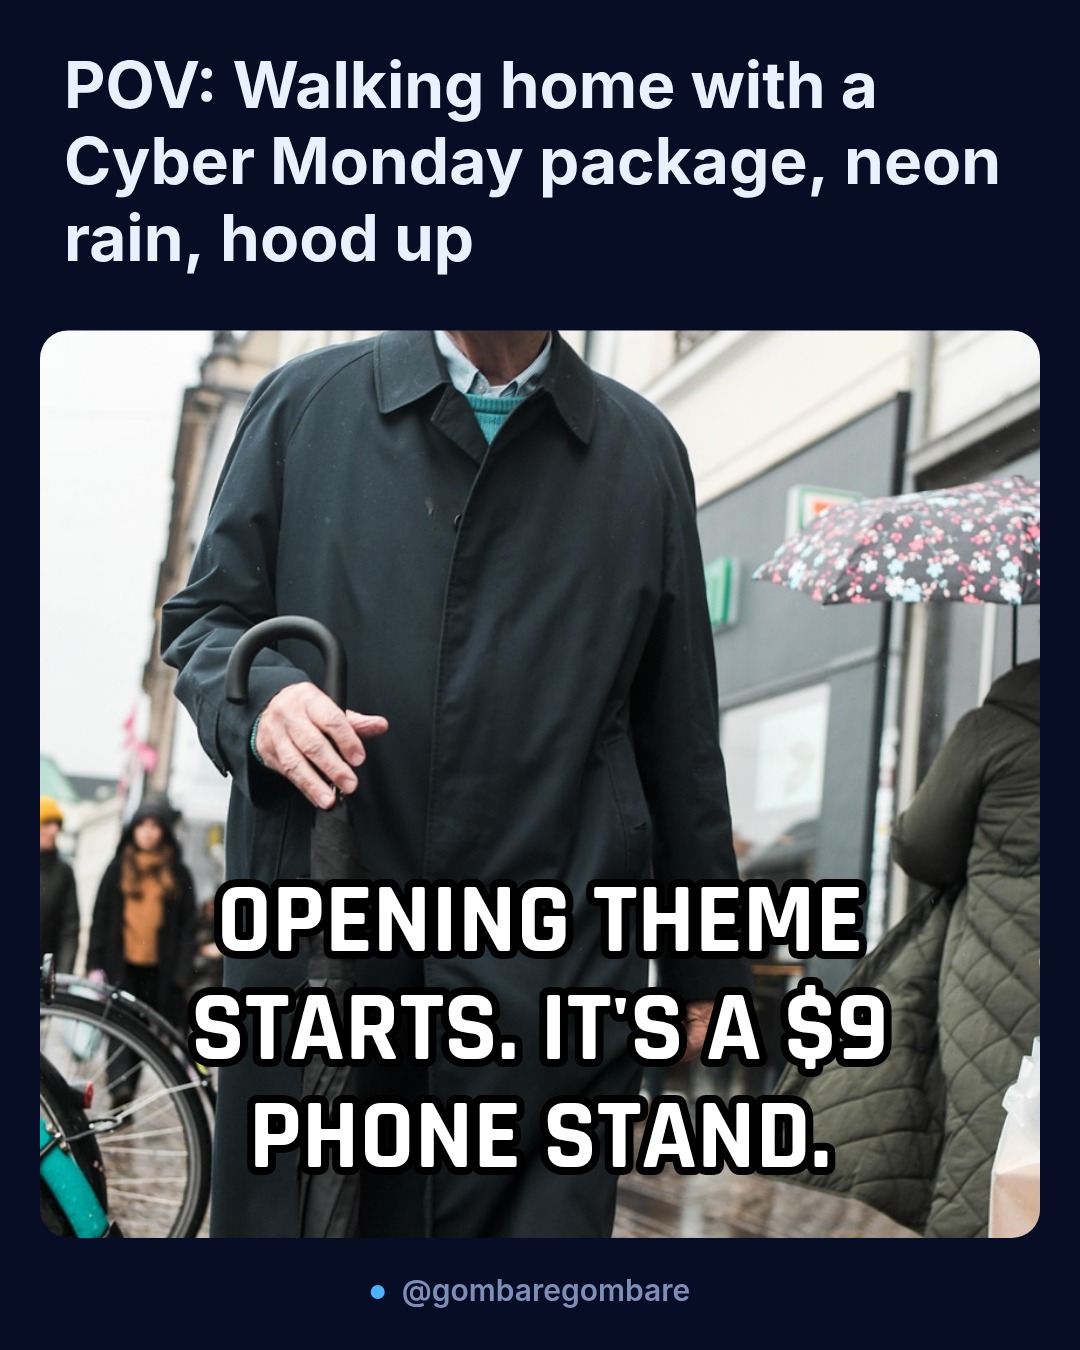 POV: Walking home with a
Cyber Monday package, neon
rain, hood up
OPENING THEME
STARTS. IT'S A $9
PHONE STAND.
@gombaregombare